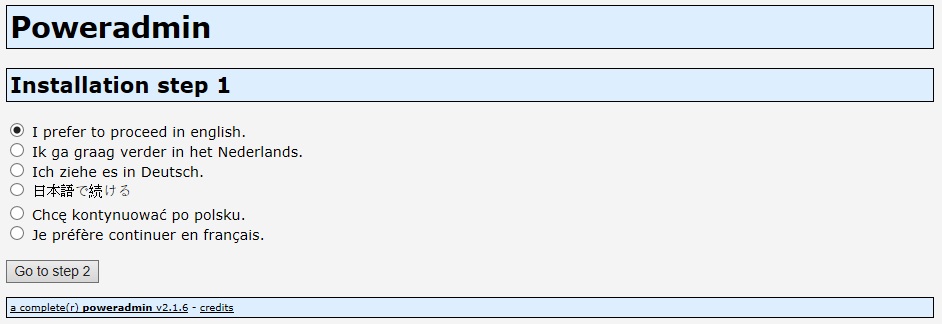 Poweradmin
Installation step 1
I prefer to proceed in english.
Ik ga graag verder in het Nederlands.
Ich ziehe es in Deutsch.
日本語で続ける
Chcę kontynuować po polsku.
Je préfère continuer en français.
Go to step 2
a complete(r) poweradmin v2.1.6 - credits